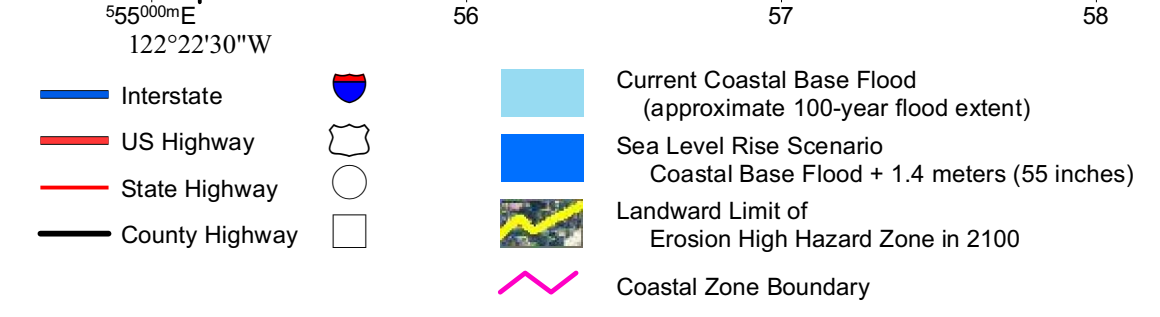 ⁵55⁰⁰⁰ᵐE 56 57 58
122°22'30"W
Interstate
US Highway
State Highway
County Highway
Current Coastal Base Flood
(approximate 100-year flood extent)
Sea Level Rise Scenario
Coastal Base Flood + 1.4 meters (55 inches)
Landward Limit of
Erosion High Hazard Zone in 2100
Coastal Zone Boundary